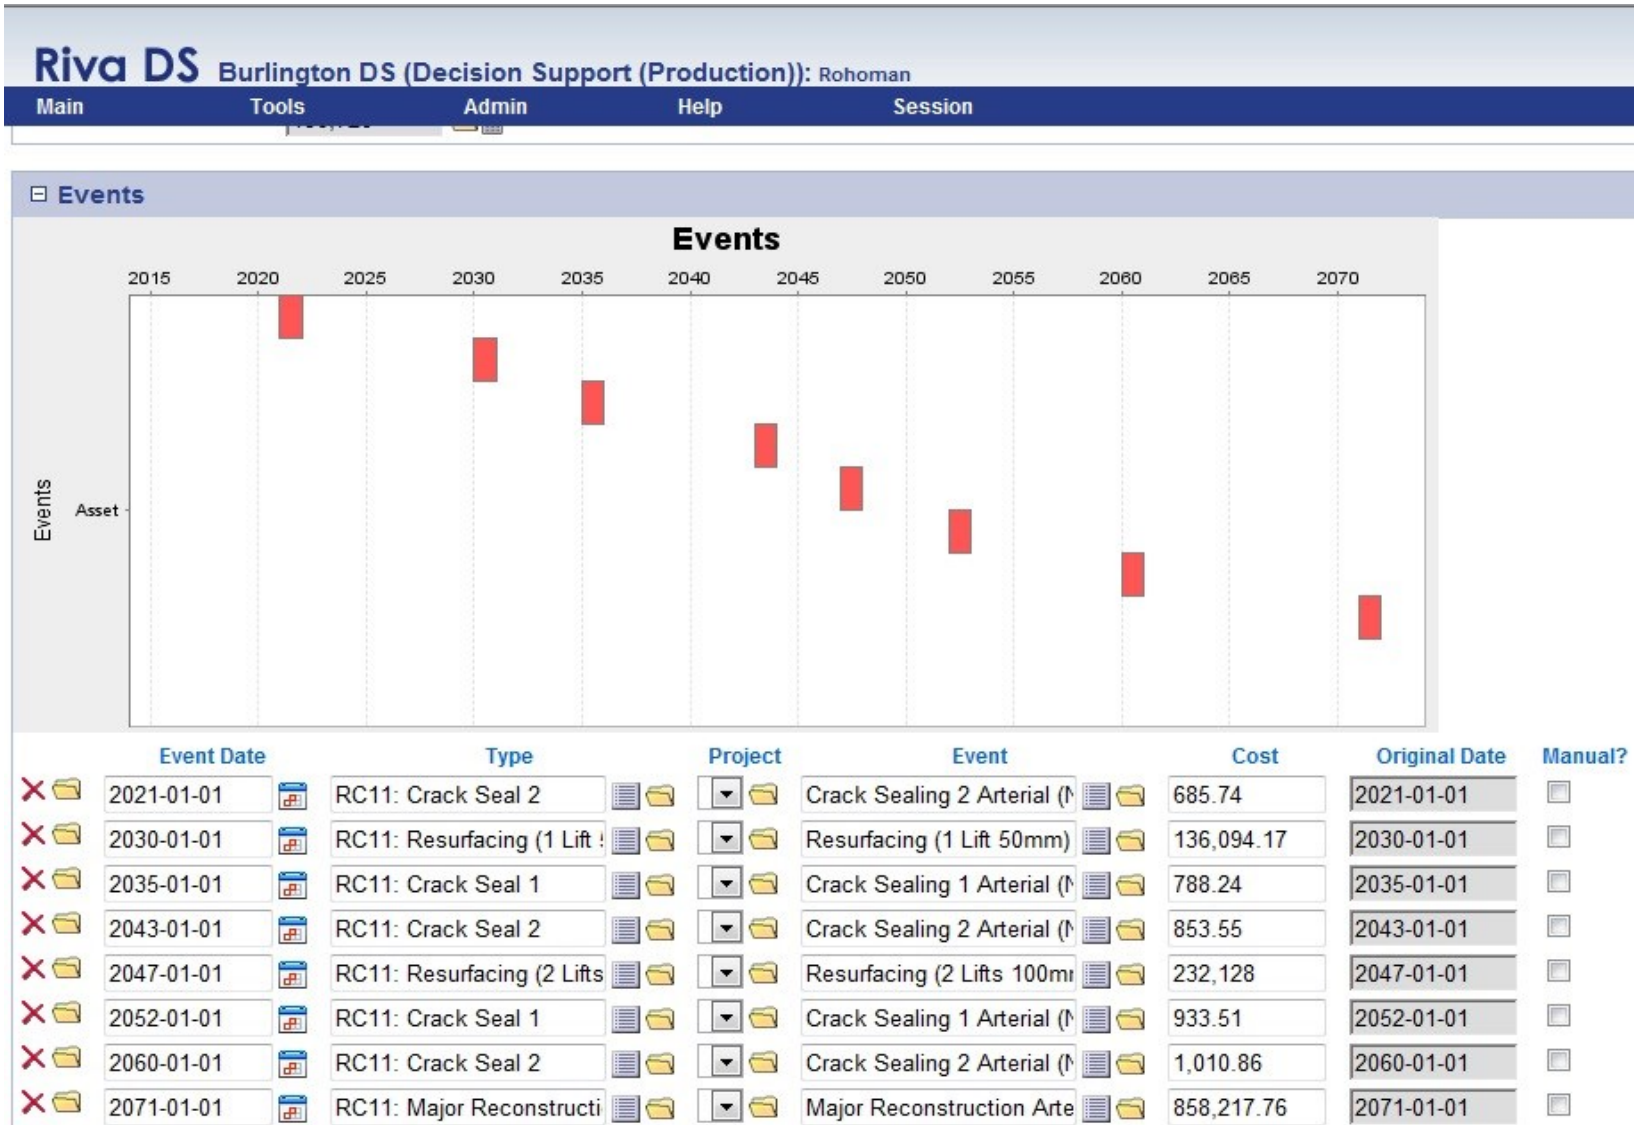 Riva DS Burlington DS (Decision Support (Production)): Rohoman
Main Tools Admin Help Session
Events
Events
2015 2020 2025 2030 2035 2040 2045 2050 2055 2060 2065 2070
Events
Asset
Event Date Type Project Event Cost Original Date Manual?
2021-01-01 RC11: Crack Seal 2 Crack Sealing 2 Arterial ( 685.74 2021-01-01
2030-01-01 RC11: Resurfacing (1 Lift Resurfacing (1 Lift 50mm) 136,094.17 2030-01-01
2035-01-01 RC11: Crack Seal 1 Crack Sealing 1 Arterial ( 788.24 2035-01-01
2043-01-01 RC11: Crack Seal 2 Crack Sealing 2 Arterial ( 853.55 2043-01-01
2047-01-01 RC11: Resurfacing (2 Lifts Resurfacing (2 Lifts 100m 232,128 2047-01-01
2052-01-01 RC11: Crack Seal 1 Crack Sealing 1 Arterial ( 933.51 2052-01-01
2060-01-01 RC11: Crack Seal 2 Crack Sealing 2 Arterial ( 1,010.86 2060-01-01
2071-01-01 RC11: Major Reconstructi Major Reconstruction Arte 858,217.76 2071-01-01